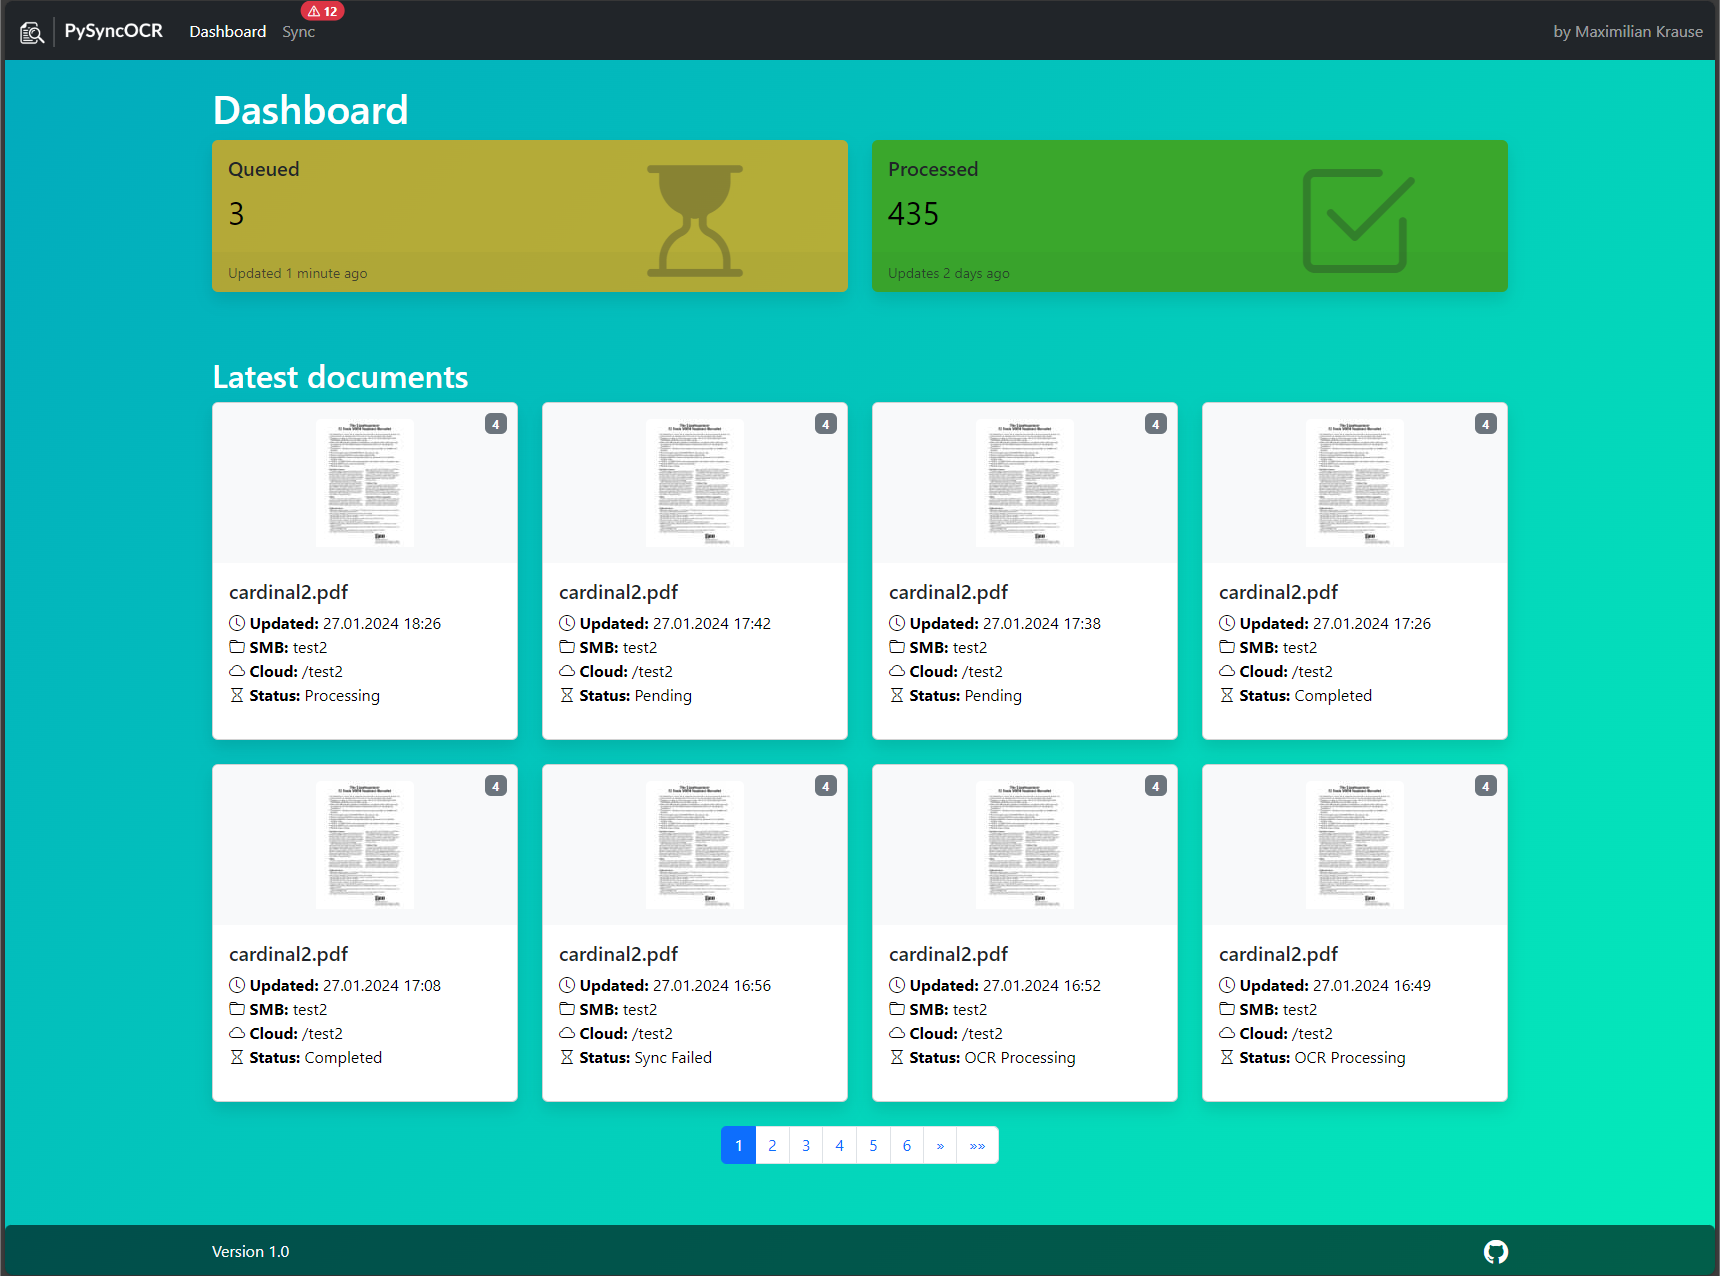 12
PySyncOCR Dashboard Sync by Maximilian Krause
Dashboard
Queued
3
Updated 1 minute ago
Processed
435
Updates 2 days ago
Latest documents
4
cardinal2.pdf
Updated: 27.01.2024 18:26
SMB: test2
Cloud: /test2
Status: Processing
4
cardinal2.pdf
Updated: 27.01.2024 17:42
SMB: test2
Cloud: /test2
Status: Pending
4
cardinal2.pdf
Updated: 27.01.2024 17:38
SMB: test2
Cloud: /test2
Status: Pending
4
cardinal2.pdf
Updated: 27.01.2024 17:26
SMB: test2
Cloud: /test2
Status: Completed
4
cardinal2.pdf
Updated: 27.01.2024 17:08
SMB: test2
Cloud: /test2
Status: Completed
4
cardinal2.pdf
Updated: 27.01.2024 16:56
SMB: test2
Cloud: /test2
Status: Sync Failed
4
cardinal2.pdf
Updated: 27.01.2024 16:52
SMB: test2
Cloud: /test2
Status: OCR Processing
4
cardinal2.pdf
Updated: 27.01.2024 16:49
SMB: test2
Cloud: /test2
Status: OCR Processing
1 2 3 4 5 6 » »»
Version 1.0